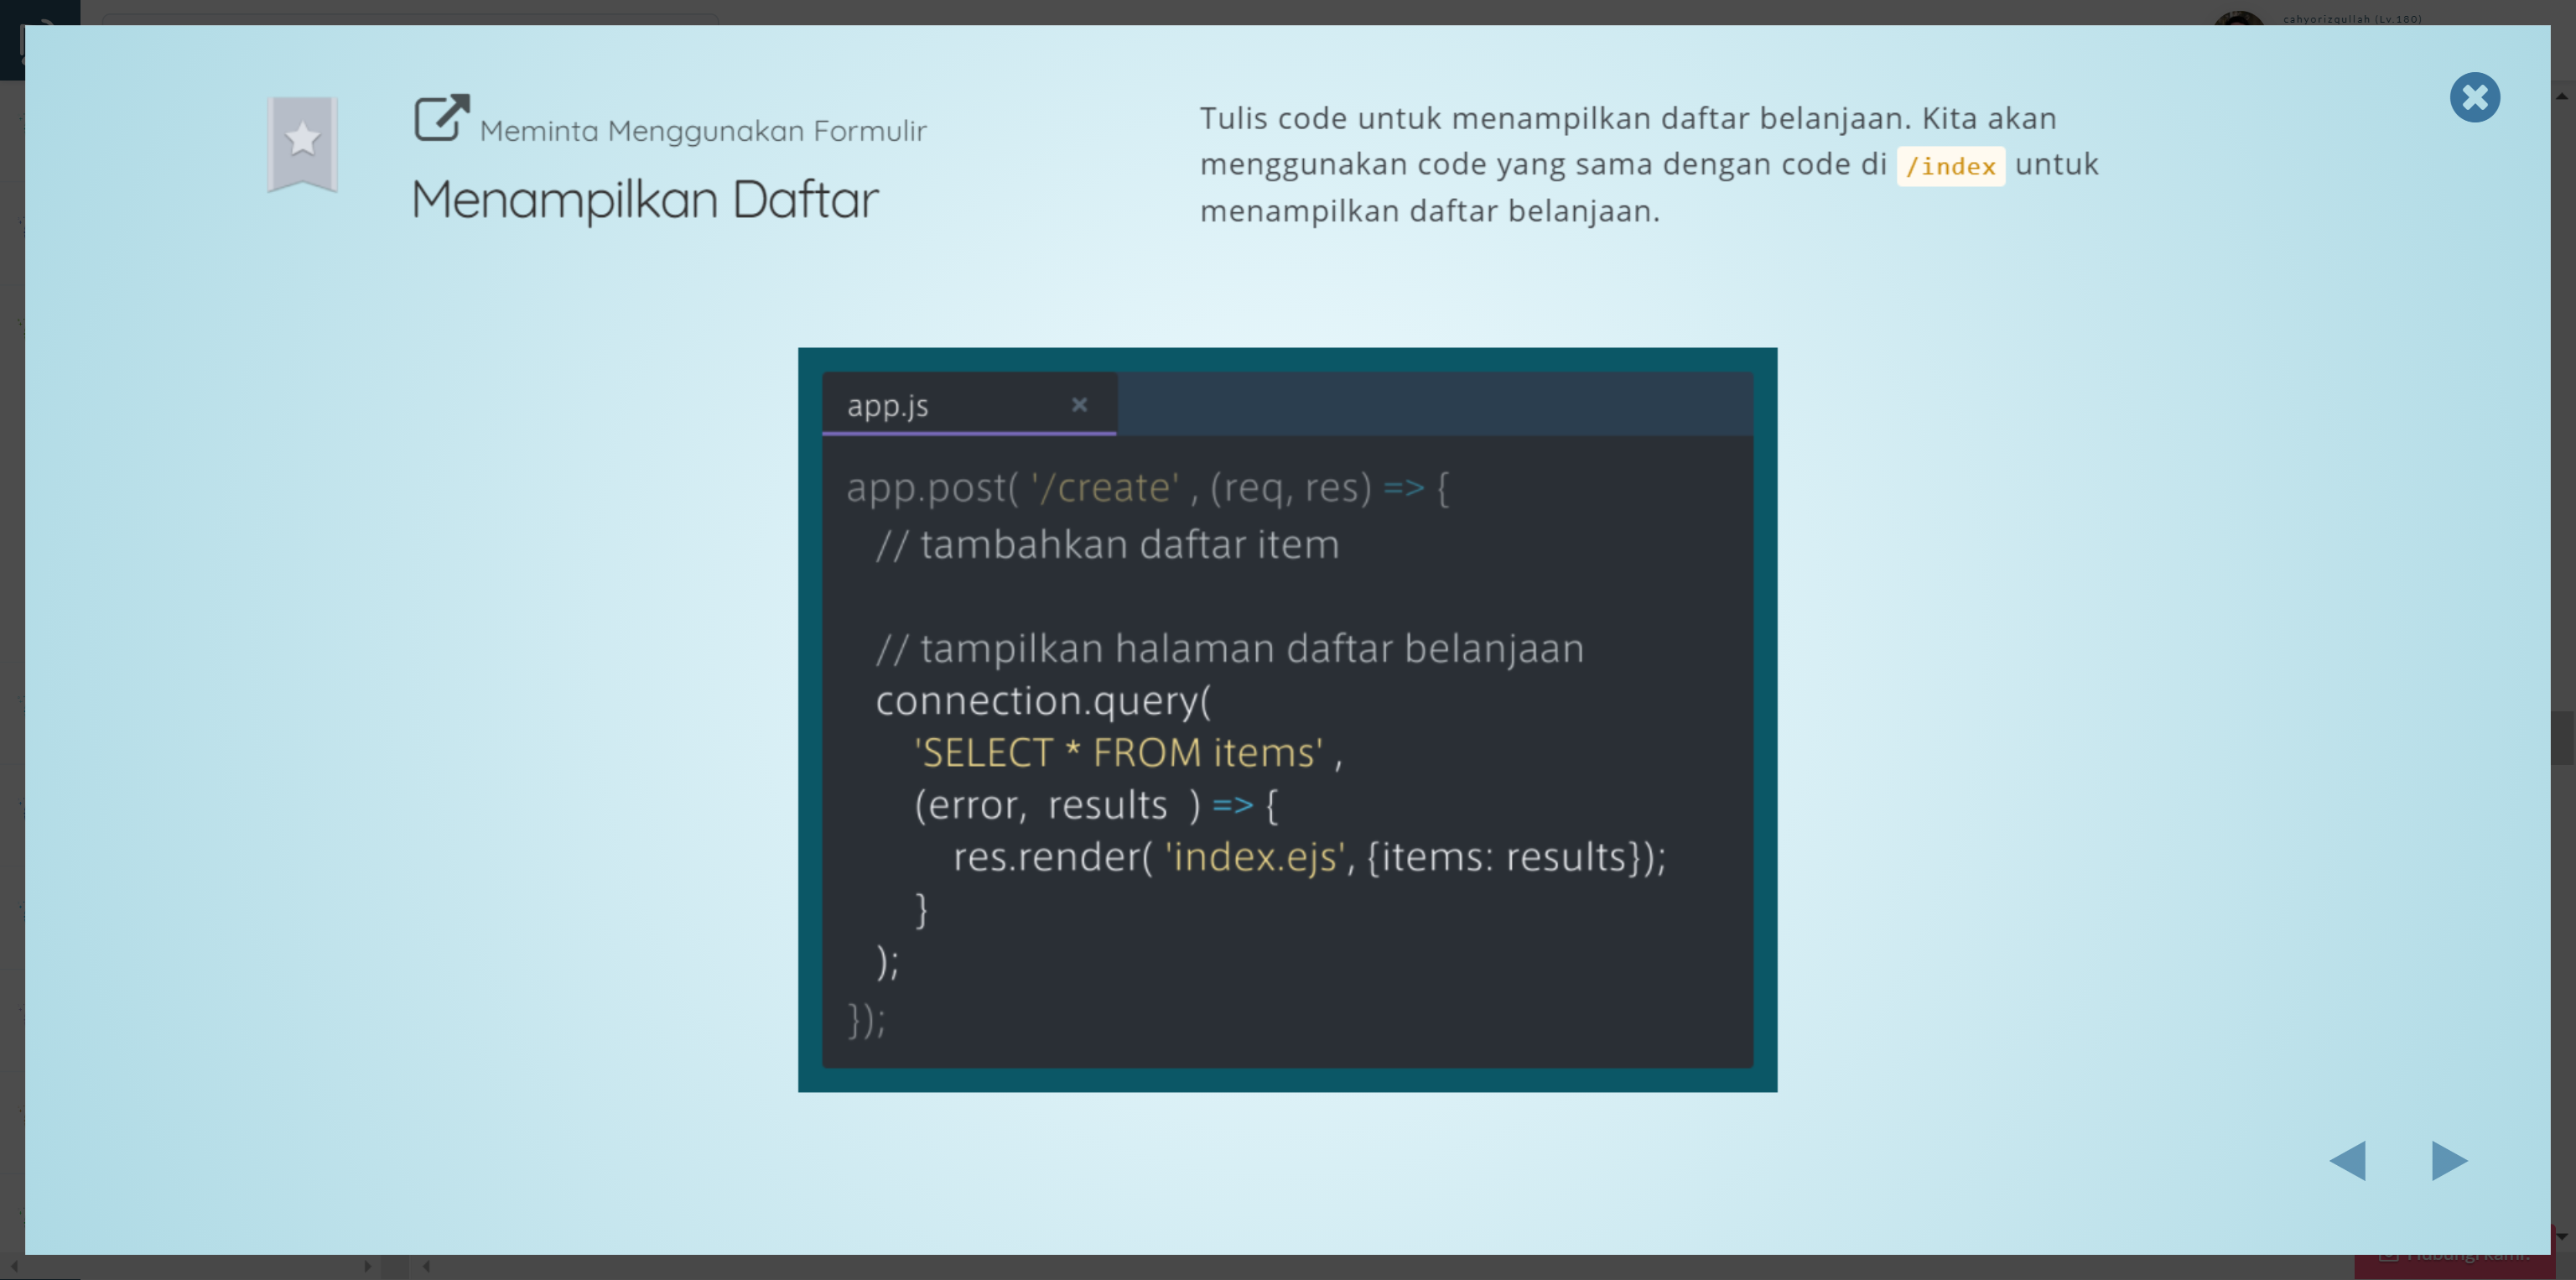 cahyorizqullah (Lv.180)
Meminta Menggunakan Formulir
Menampilkan Daftar
Tulis code untuk menampilkan daftar belanjaan. Kita akan
menggunakan code yang sama dengan code di /index untuk
menampilkan daftar belanjaan.
app.js ×
app.post( '/create' , (req, res) => {
// tambahkan daftar item
// tampilkan halaman daftar belanjaan
connection.query(
'SELECT * FROM items' ,
(error, results ) => {
res.render( 'index.ejs', {items: results});
}
);
});